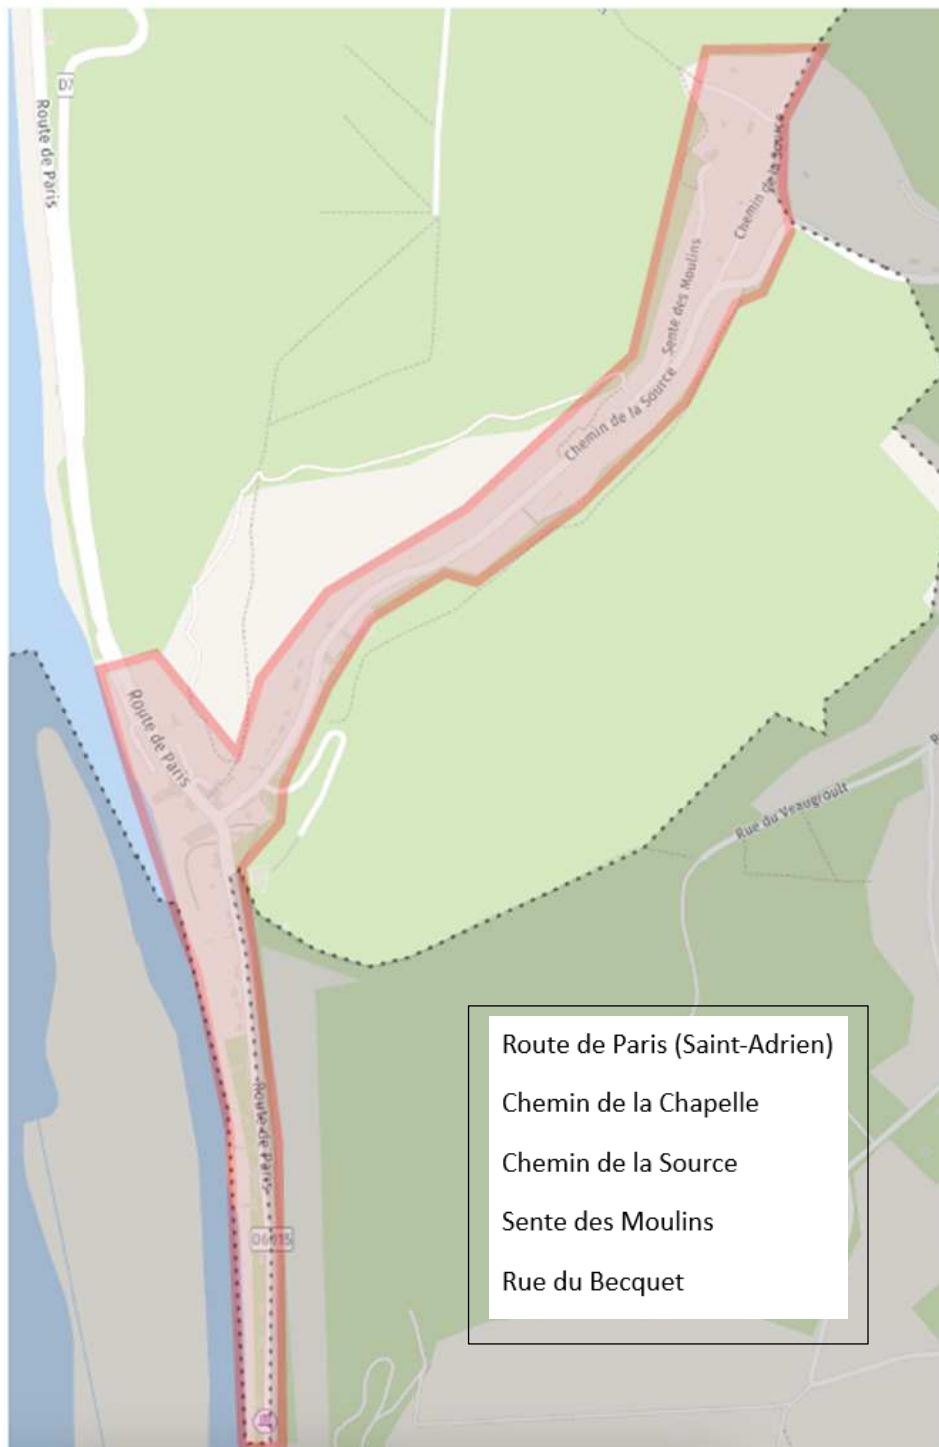 D7
Route de Paris
Chemin de la Source
Sente des Moulins
Chemin de la Source
Route de Paris
Rue du Veaugroult
R
Route de Paris
D6015
Route de Paris (Saint-Adrien)
Chemin de la Chapelle
Chemin de la Source
Sente des Moulins
Rue du Becquet